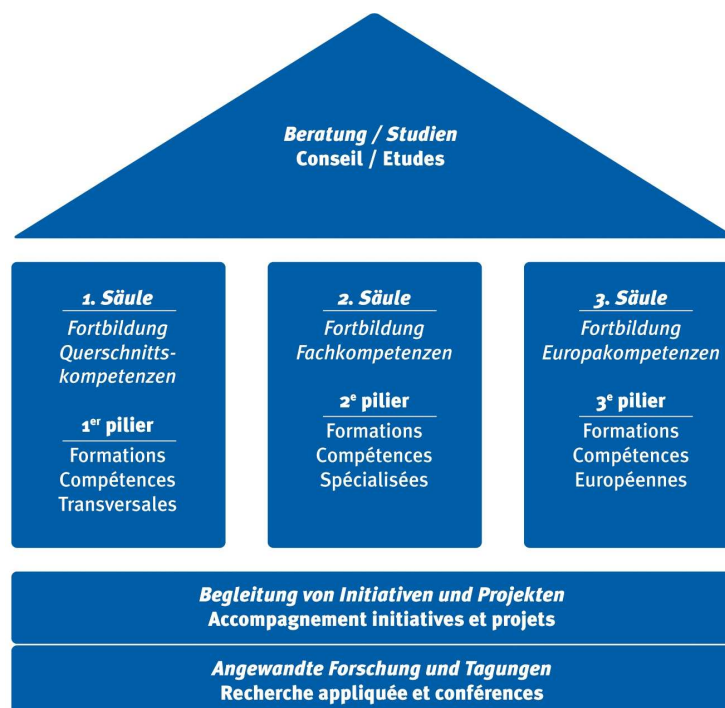 Beratung / Studien
Conseil / Etudes
1. Säule
Fortbildung
Querschnitts-
kompetenzen
1er pilier
Formations
Compétences
Transversales
2. Säule
Fortbildung
Fachkompetenzen
2e pilier
Formations
Compétences
Spécialisées
3. Säule
Fortbildung
Europakompetenzen
3e pilier
Formations
Compétences
Européennes
Begleitung von Initiativen und Projekten
Accompagnement initiatives et projets
Angewandte Forschung und Tagungen
Recherche appliquée et conférences